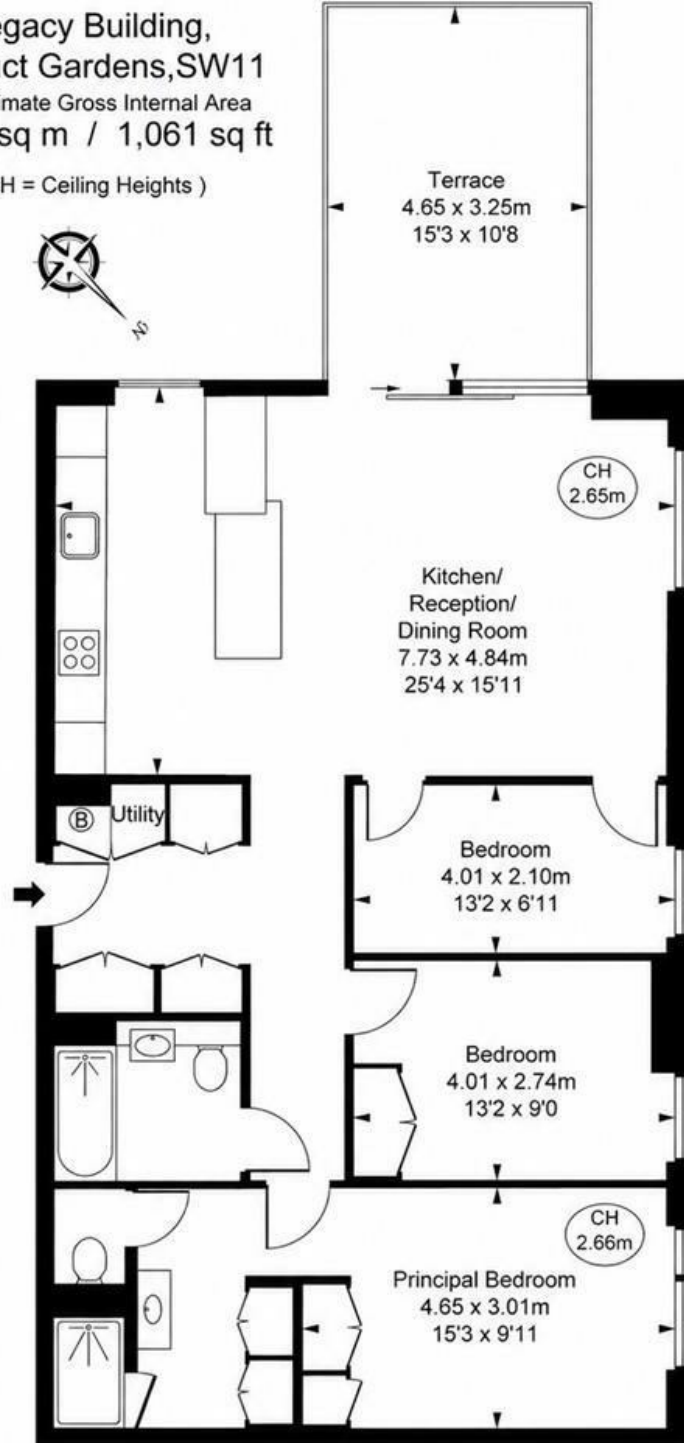 Legacy Building,
Gardens,SW11
Gross Internal Area
sq m / 1,061 sq ft
H = Ceiling Heights )
N
Terrace
4.65 x 3.25m
15'3 x 10'8
CH
2.65m
Kitchen/
Reception/
Dining Room
7.73 x 4.84m
25'4 x 15'11
B
Utility
Bedroom
4.01 x 2.10m
13'2 x 6'11
Bedroom
4.01 x 2.74m
13'2 x 9'0
CH
2.66m
Principal Bedroom
4.65 x 3.01m
15'3 x 9'11